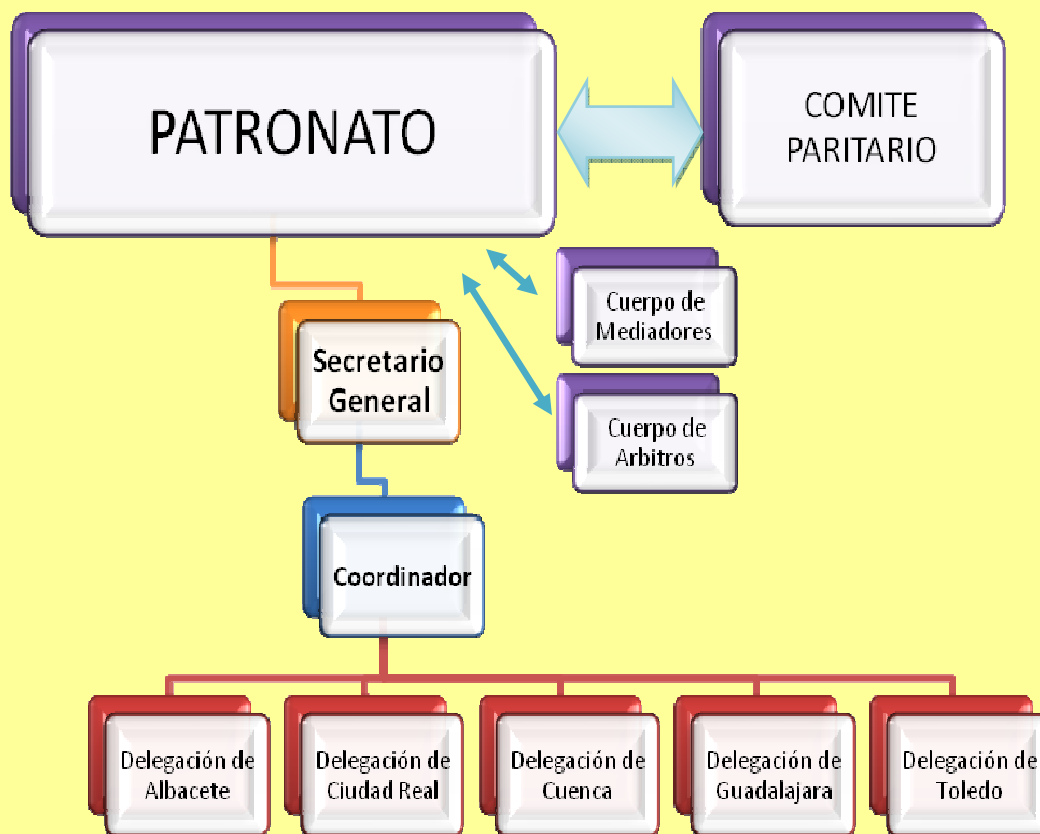 PATRONATO
COMITE
PARITARIO
Cuerpo de
Mediadores
Secretario
General
Cuerpo de
Arbitros
Coordinador
Delegación de
Albacete
Delegación de
Ciudad Real
Delegación de
Cuenca
Delegación de
Guadalajara
Delegación de
Toledo